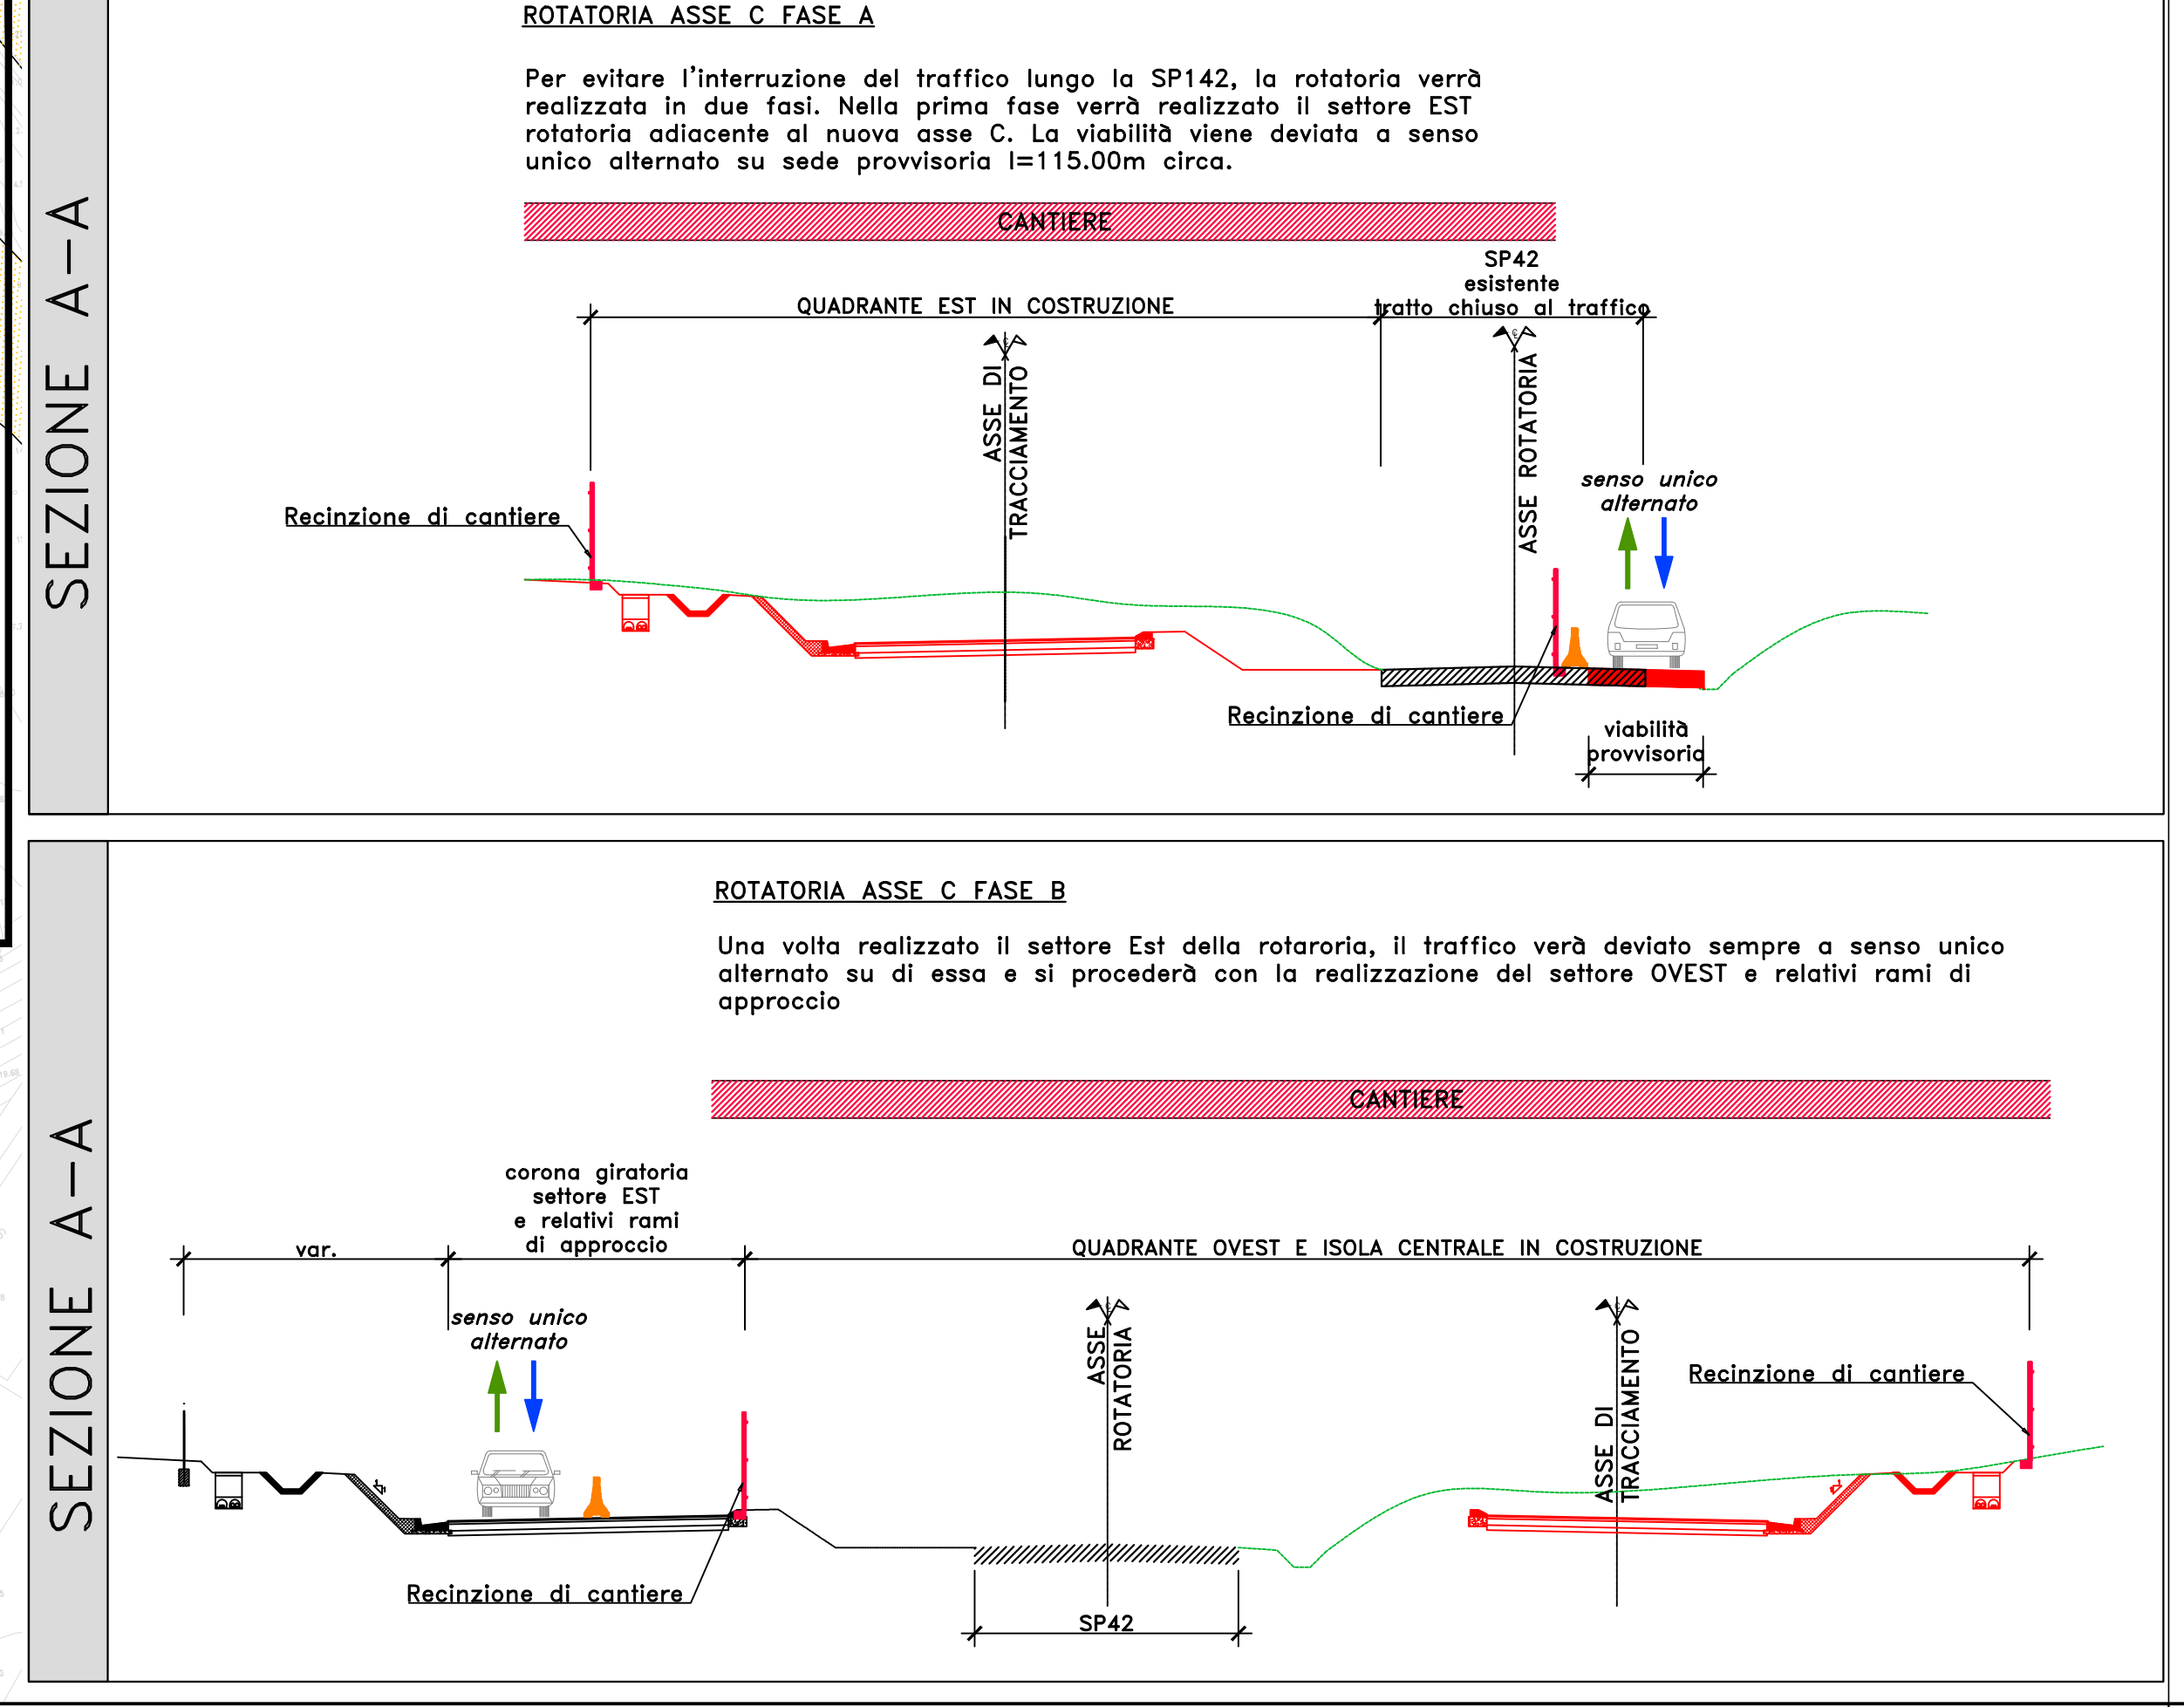 SEZIONE A-A
ROTATORIA ASSE C FASE A
Per evitare l'interruzione del traffico lungo la SP142, la rotatoria verrà
realizzata in due fasi. Nella prima fase verrà realizzato il settore EST
rotatoria adiacente al nuova asse C. La viabilità viene deviata a senso
unico alternato su sede provvisoria l=115.00m circa.
CANTIERE
SP42
esistente
tratto chiuso al traffico
QUADRANTE EST IN COSTRUZIONE
ASSE DI
TRACCIAMENTO
ASSE ROTATORIA
senso unico
alternato
Recinzione di cantiere
Recinzione di cantiere
viabilità
provvisoria
SEZIONE A-A
ROTATORIA ASSE C FASE B
Una volta realizzato il settore Est della rotaroria, il traffico verà deviato sempre a senso unico
alternato su di essa e si procederà con la realizzazione del settore OVEST e relativi rami di
approccio
CANTIERE
corona giratoria
settore EST
e relativi rami
di approccio
var.
QUADRANTE OVEST E ISOLA CENTRALE IN COSTRUZIONE
senso unico
alternato
ASSE
ROTATORIA
ASSE DI
TRACCIAMENTO
Recinzione di cantiere
Recinzione di cantiere
SP42